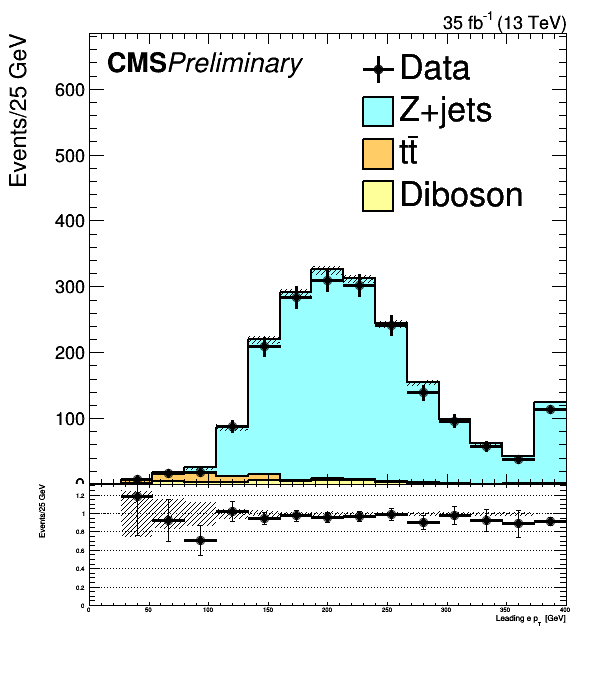 35 fb-1 (13 TeV)
Events/25 GeV
CMS Preliminary
Data
Z+jets
tt̄
Diboson
600
500
400
300
200
100
0
Events/25 GeV
1.2
1
0.8
0.6
0.4
0.2
0
0 50 100 150 200 250 300 350 400
Leading e pT [GeV]